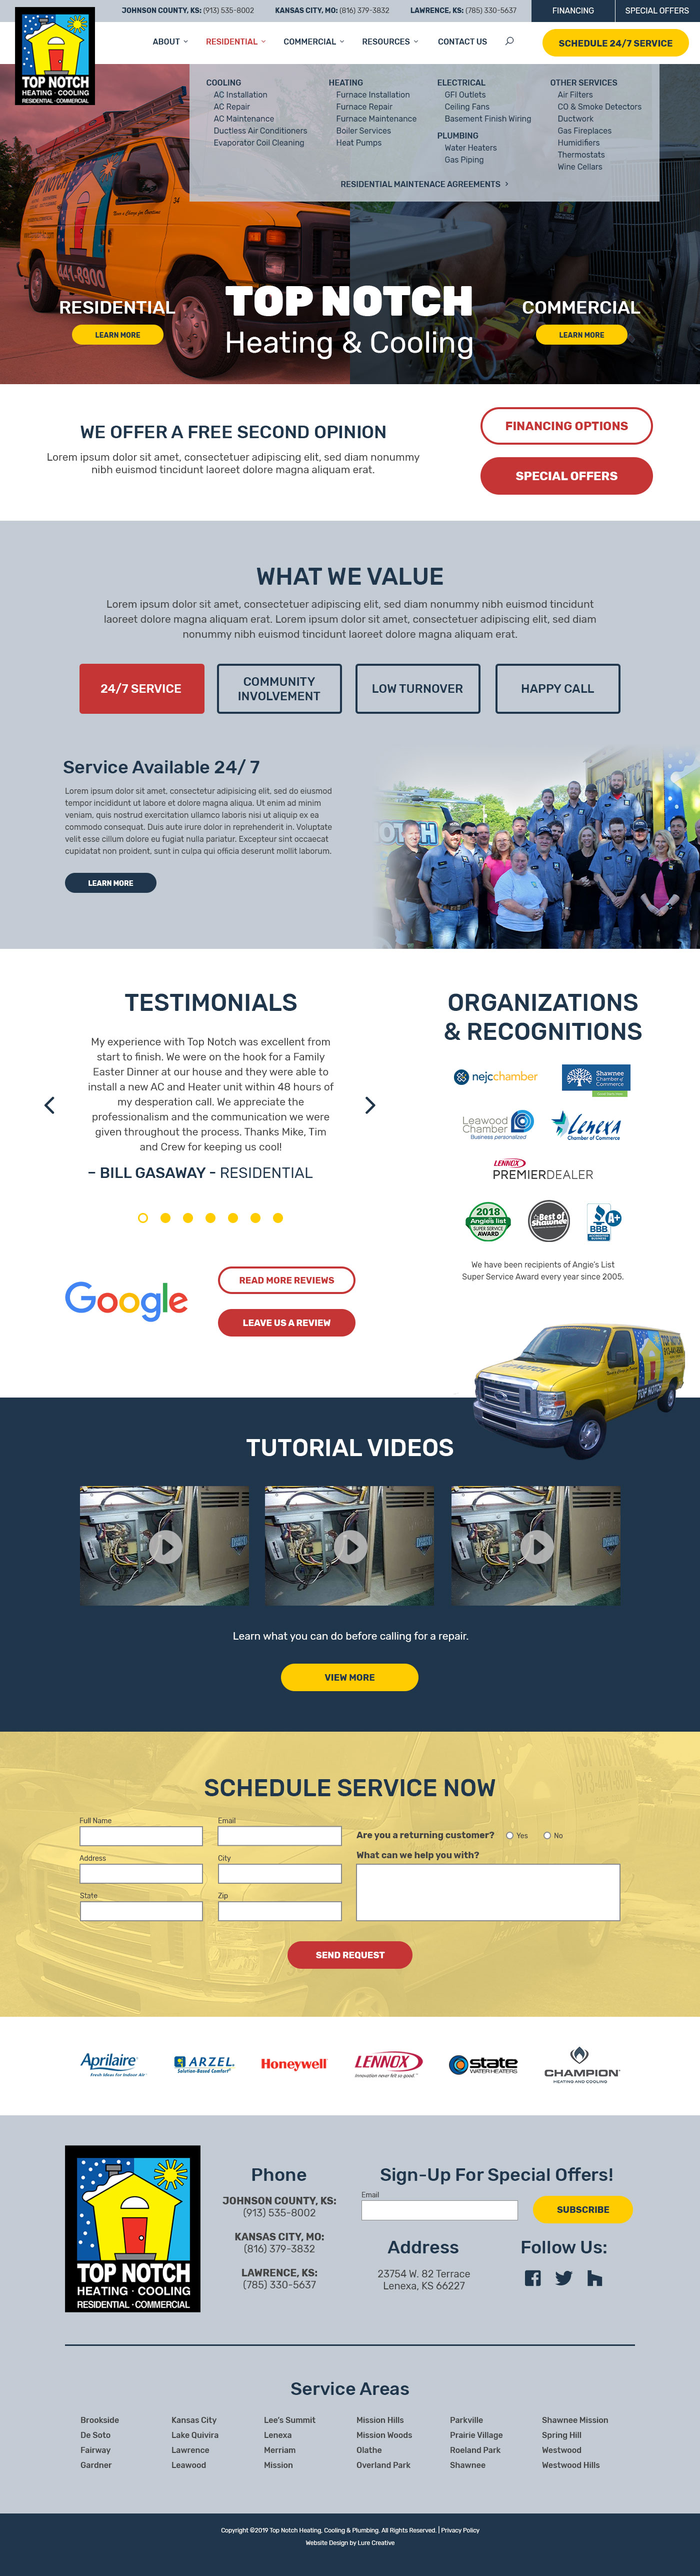 JOHNSON COUNTY, KS: (913) 535-8002
KANSAS CITY, MO: (816) 379-3832
LAWRENCE, KS: (785) 330-5637
FINANCING
SPECIAL OFFERS
TOP NOTCH
HEATING · COOLING
RESIDENTIAL · COMMERCIAL
ABOUT
RESIDENTIAL
COMMERCIAL
RESOURCES
CONTACT US
SCHEDULE 24/7 SERVICE
COOLING
AC Installation
AC Repair
AC Maintenance
Ductless Air Conditioners
Evaporator Coil Cleaning
HEATING
Furnace Installation
Furnace Repair
Furnace Maintenance
Boiler Services
Heat Pumps
ELECTRICAL
GFI Outlets
Ceiling Fans
Basement Finish Wiring
PLUMBING
Water Heaters
Gas Piping
OTHER SERVICES
Air Filters
CO & Smoke Detectors
Ductwork
Gas Fireplaces
Humidifiers
Thermostats
Wine Cellars
RESIDENTIAL MAINTENACE AGREEMENTS >
441-8900
34
RESIDENTIAL
LEARN MORE
TOP NOTCH
Heating & Cooling
COMMERCIAL
LEARN MORE
WE OFFER A FREE SECOND OPINION
Lorem ipsum dolor sit amet, consectetuer adipiscing elit, sed diam nonummy
nibh euismod tincidunt laoreet dolore magna aliquam erat.
FINANCING OPTIONS
SPECIAL OFFERS
WHAT WE VALUE
Lorem ipsum dolor sit amet, consectetuer adipiscing elit, sed diam nonummy nibh euismod tincidunt
laoreet dolore magna aliquam erat. Lorem ipsum dolor sit amet, consectetuer adipiscing elit, sed diam
nonummy nibh euismod tincidunt laoreet dolore magna aliquam erat.
24/7 SERVICE
COMMUNITY
INVOLVEMENT
LOW TURNOVER
HAPPY CALL
Service Available 24/ 7
Lorem ipsum dolor sit amet, consectetur adipisicing elit, sed do eiusmod
tempor incididunt ut labore et dolore magna aliqua. Ut enim ad minim
veniam, quis nostrud exercitation ullamco laboris nisi ut aliquip ex ea
commodo consequat. Duis aute irure dolor in reprehenderit in. Voluptate
velit esse cillum dolore eu fugiat nulla pariatur. Excepteur sint occaecat
cupidatat non proident, sunt in culpa qui officia deserunt mollit laborum.
LEARN MORE
TESTIMONIALS
My experience with Top Notch was excellent from
start to finish. We were on the hook for a Family
Easter Dinner at our house and they were able to
install a new AC and Heater unit within 48 hours of
my desperation call. We appreciate the
professionalism and the communication we were
given throughout the process. Thanks Mike, Tim
and Crew for keeping us cool!
– BILL GASAWAY - RESIDENTIAL
Google
READ MORE REVIEWS
LEAVE US A REVIEW
ORGANIZATIONS
& RECOGNITIONS
nejcchamber
Shawnee
Chamber of
Commerce
Leawood
Chamber
Business personalized
Lenexa
Chamber of Commerce
LENNOX
PREMIERDEALER
2018
Angie's list
SUPER SERVICE
AWARD
Best of
Shawnee
BBB
A+
We have been recipients of Angie's List
Super Service Award every year since 2005.
TOP NOTCH
TUTORIAL VIDEOS
Learn what you can do before calling for a repair.
VIEW MORE
SCHEDULE SERVICE NOW
Full Name
Email
Address
City
State
Zip
Are you a returning customer?
Yes
No
What can we help you with?
SEND REQUEST
Aprilaire
Fresh Ideas For Indoor Air
ARZEL
Solution-Based Comfort
Honeywell
LENNOX
Innovation never felt so good.
state
WATER HEATERS
CHAMPION
HEATING AND COOLING
TOP NOTCH
HEATING · COOLING
RESIDENTIAL · COMMERCIAL
Phone
JOHNSON COUNTY, KS:
(913) 535-8002
KANSAS CITY, MO:
(816) 379-3832
LAWRENCE, KS:
(785) 330-5637
Sign-Up For Special Offers!
Email
SUBSCRIBE
Address
23754 W. 82 Terrace
Lenexa, KS 66227
Follow Us:
Service Areas
Brookside
De Soto
Fairway
Gardner
Kansas City
Lake Quivira
Lawrence
Leawood
Lee's Summit
Lenexa
Merriam
Mission
Mission Hills
Mission Woods
Olathe
Overland Park
Parkville
Prairie Village
Roeland Park
Shawnee
Shawnee Mission
Spring Hill
Westwood
Westwood Hills
Copyright ©2019 Top Notch Heating, Cooling & Plumbing. All Rights Reserved. | Privacy Policy
Website Design by Lure Creative